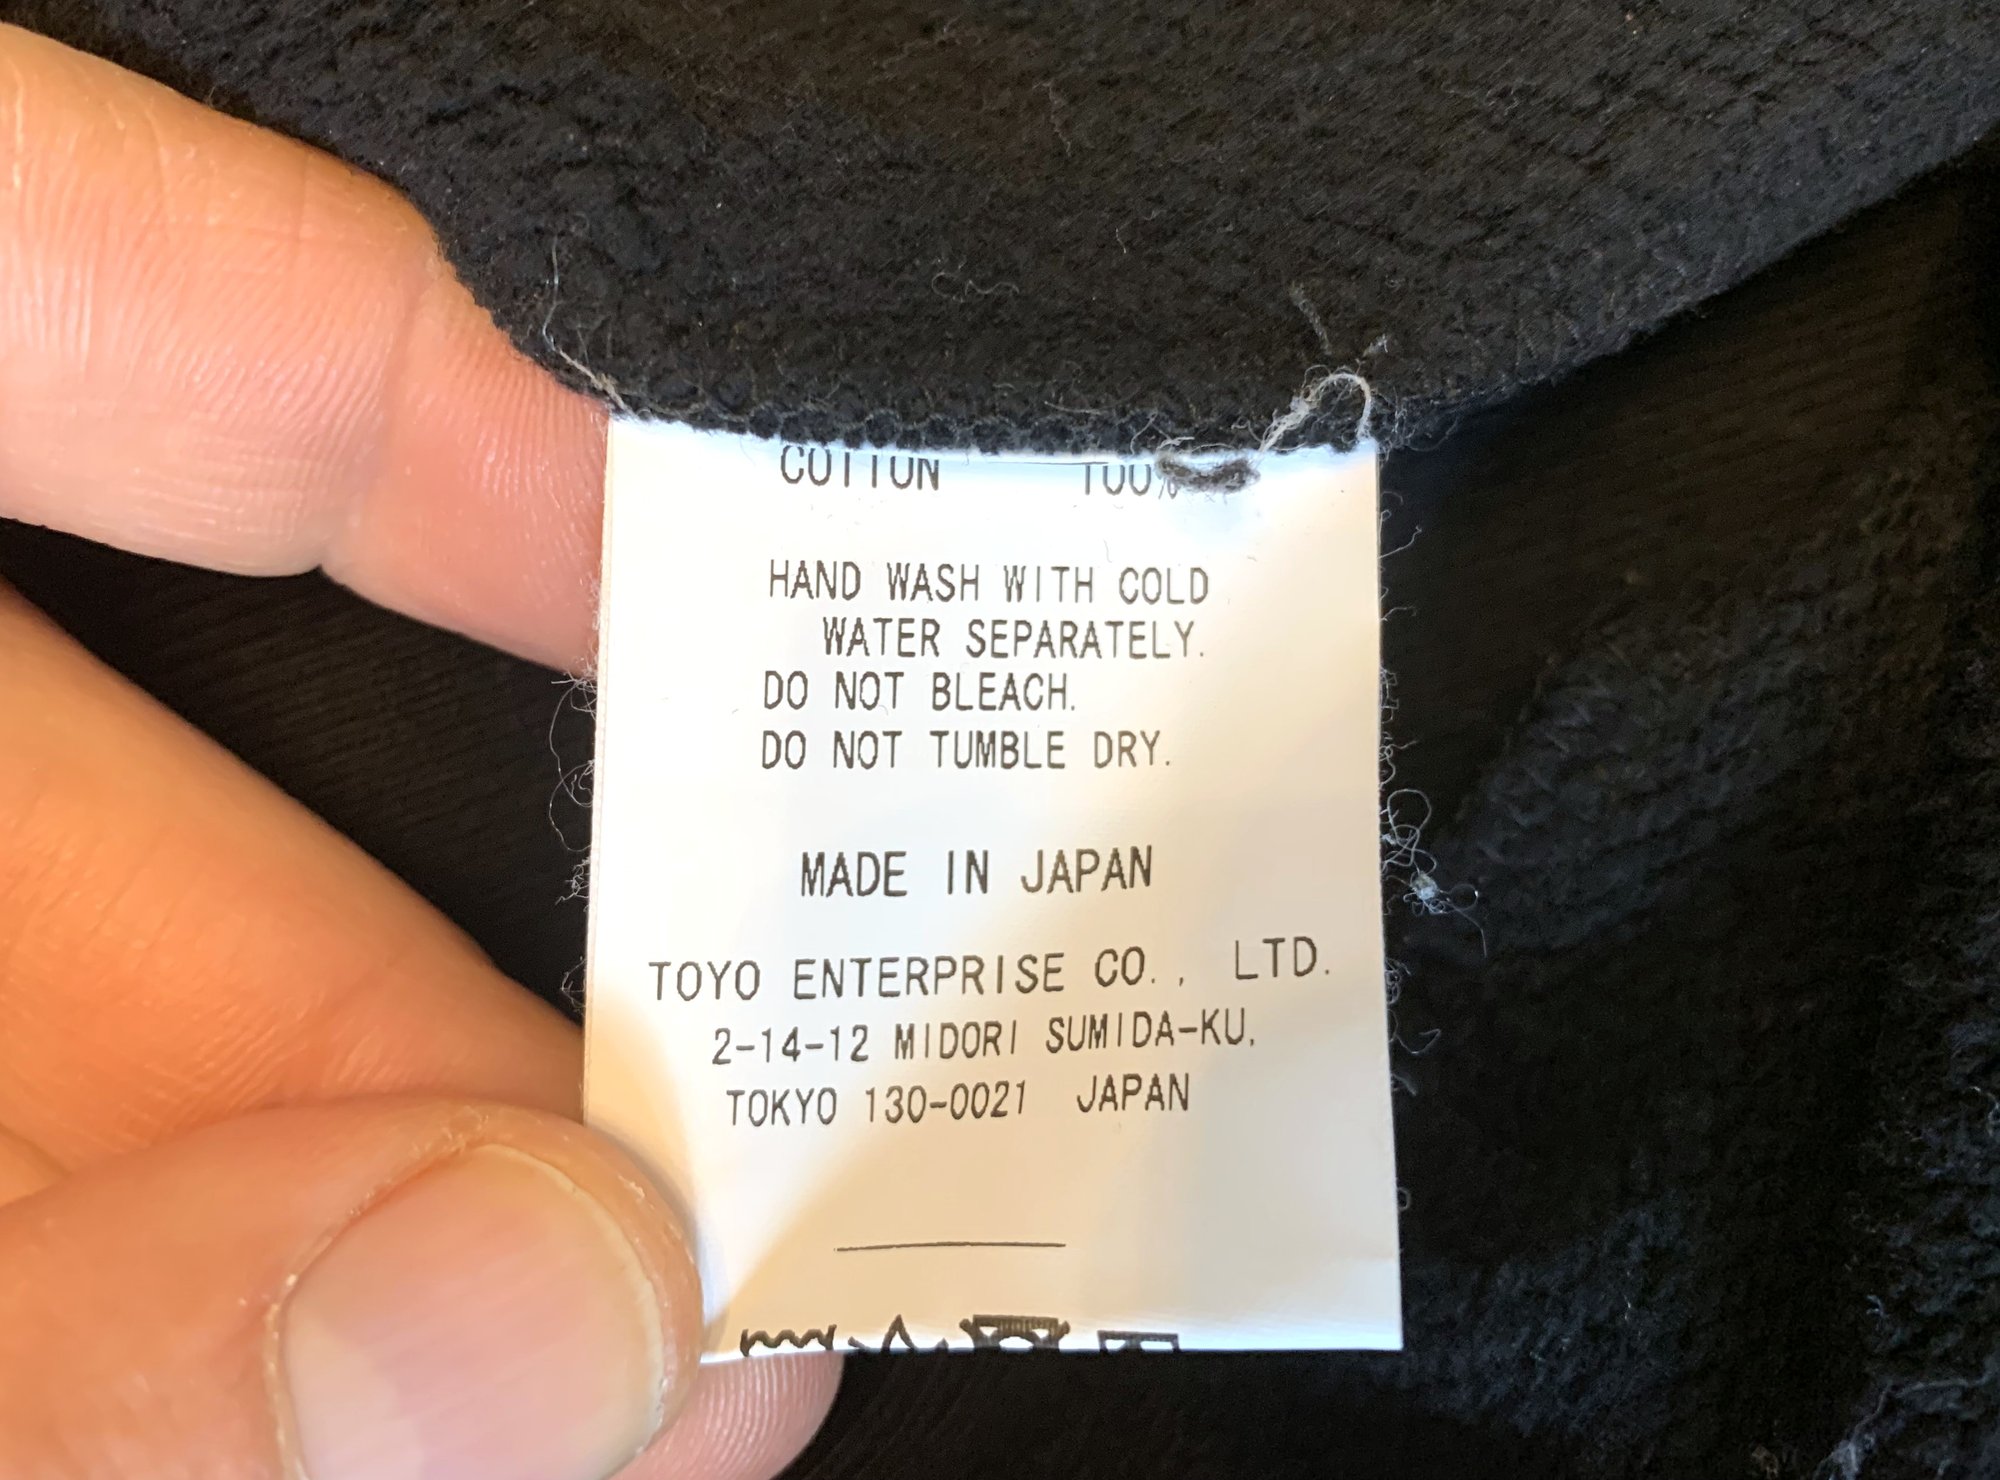 COTTON 100%
HAND WASH WITH COLD
WATER SEPARATELY.
DO NOT BLEACH.
DO NOT TUMBLE DRY.
MADE IN JAPAN
TOYO ENTERPRISE CO., LTD.
2-14-12 MIDORI SUMIDA-KU,
TOKYO 130-0021 JAPAN